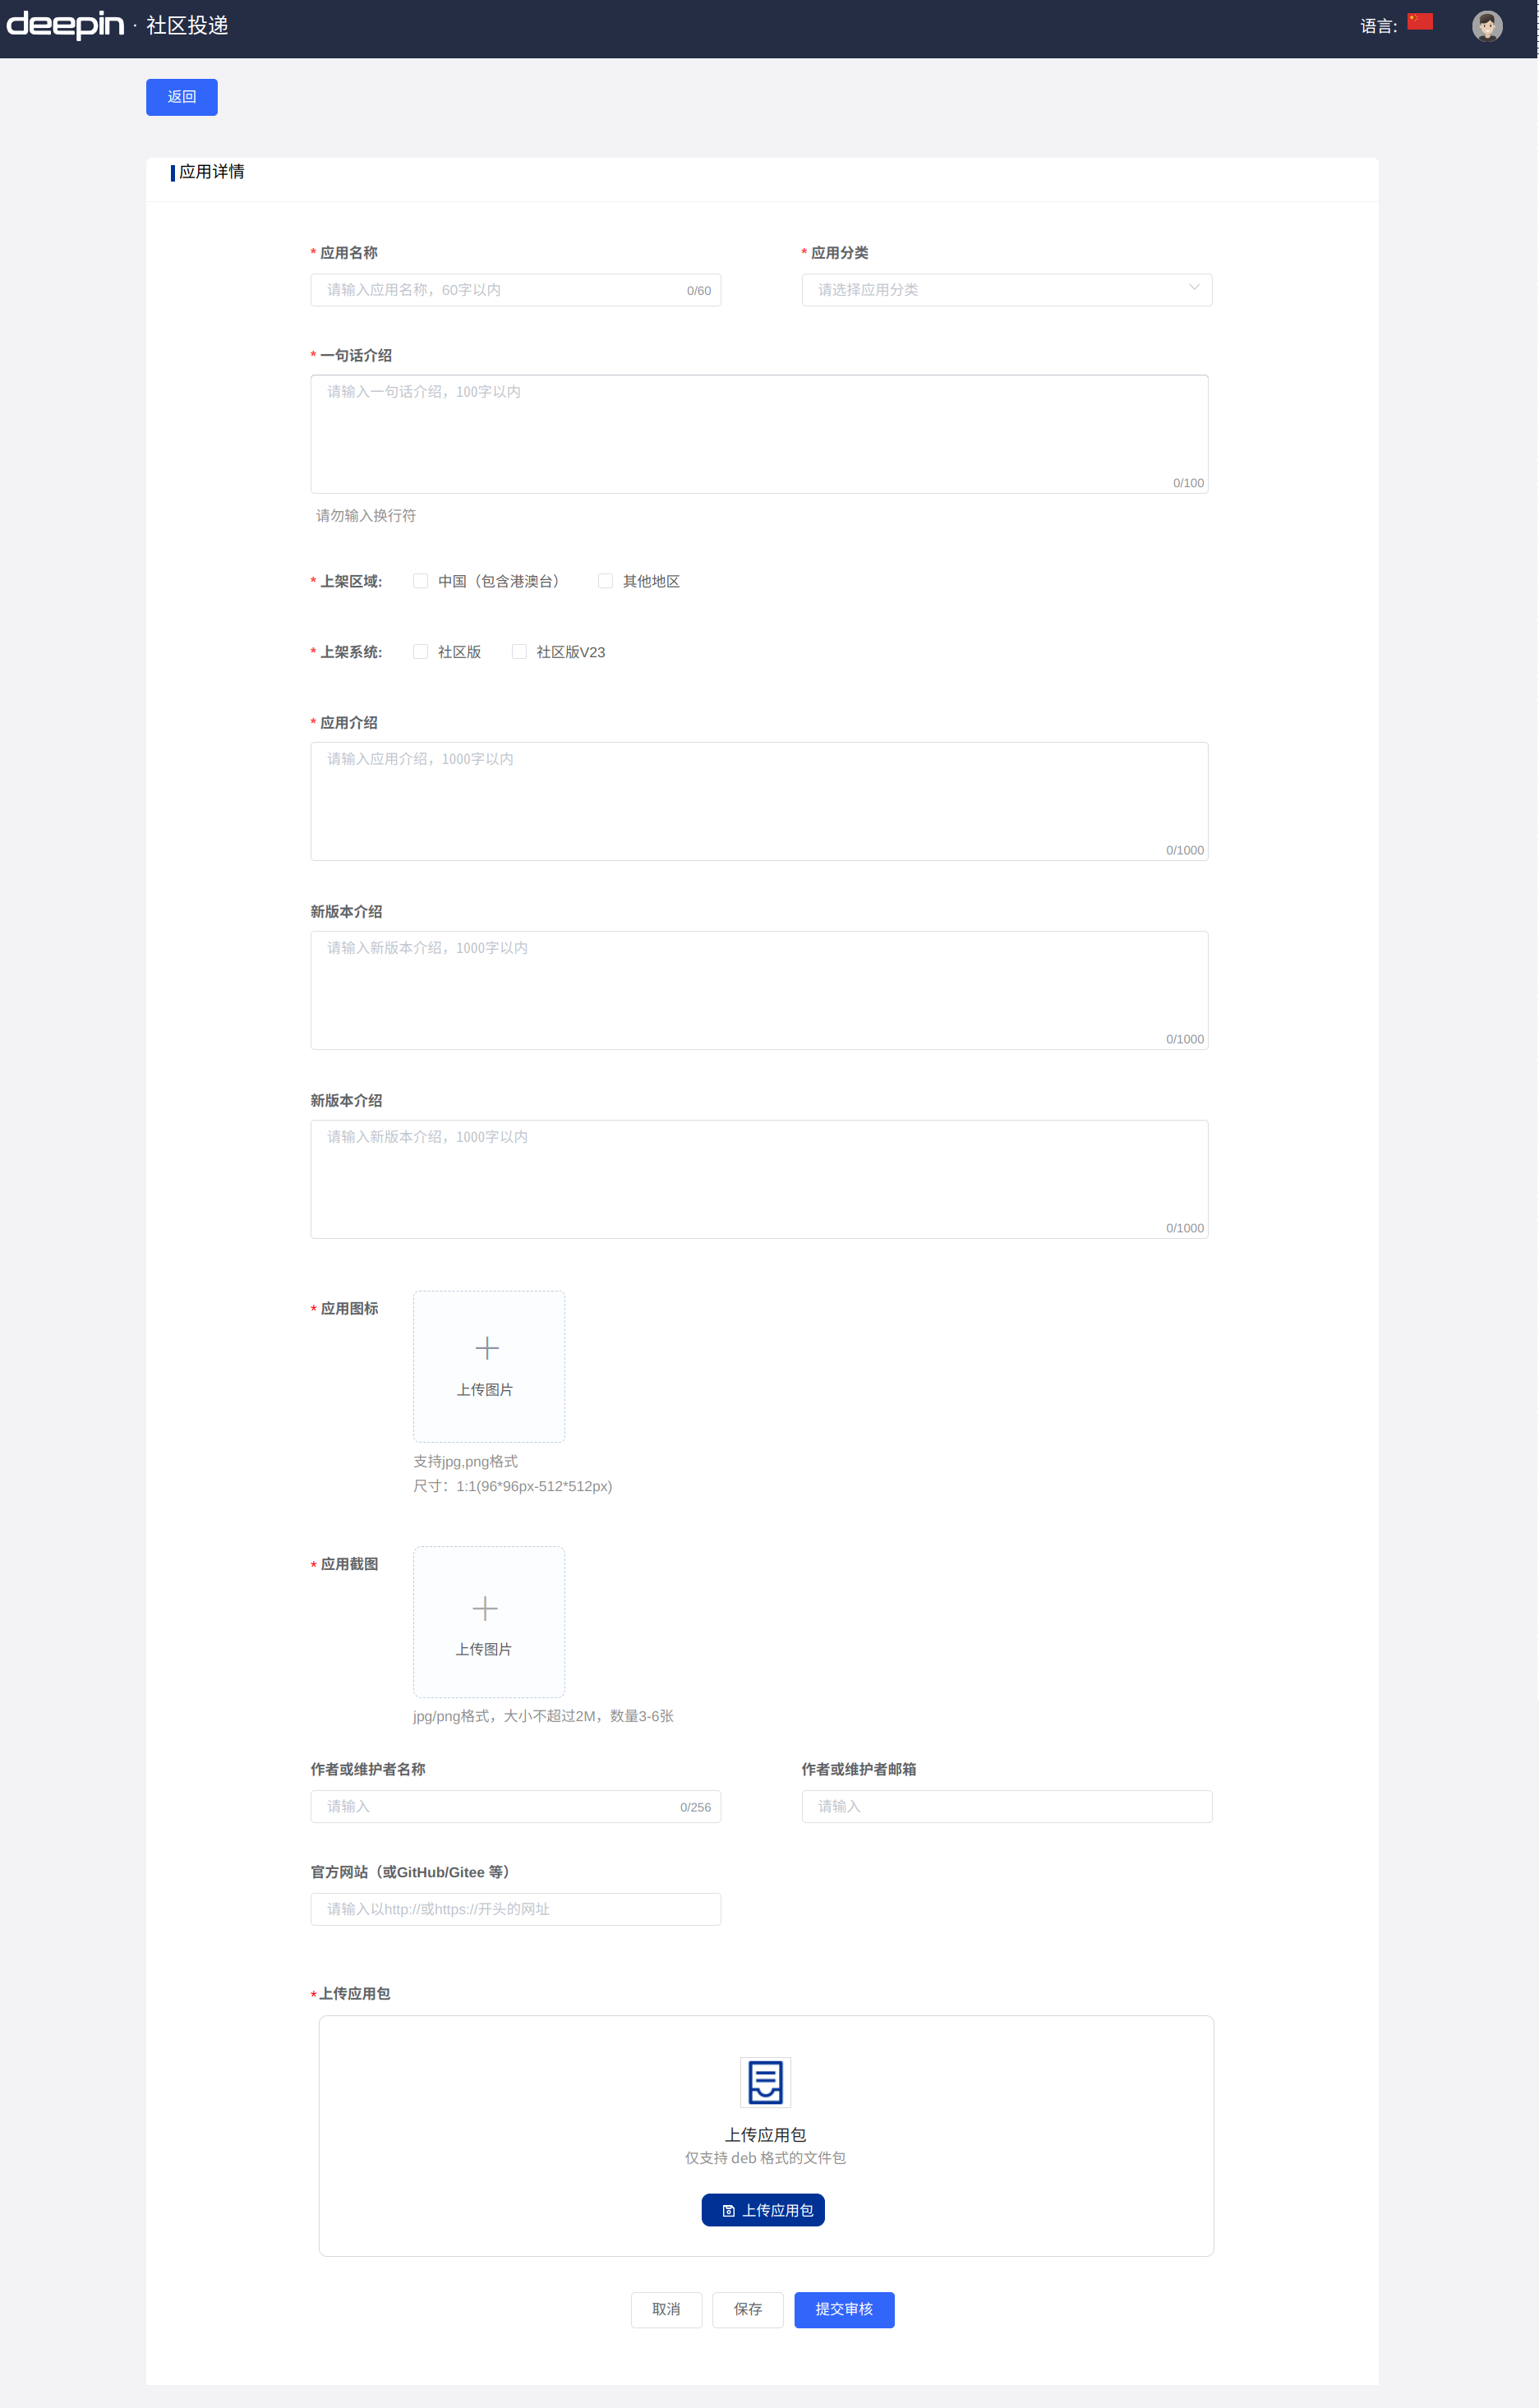 deepin · 社区投递
语言:
返回
应用详情
* 应用名称
* 应用分类
请输入应用名称，60字以内
0/60
请选择应用分类
* 一句话介绍
请输入一句话介绍，100字以内
0/100
请勿输入换行符
* 上架区域:
中国（包含港澳台）
其他地区
* 上架系统:
社区版
社区版V23
* 应用介绍
请输入应用介绍，1000字以内
0/1000
新版本介绍
请输入新版本介绍，1000字以内
0/1000
新版本介绍
请输入新版本介绍，1000字以内
0/1000
* 应用图标
上传图片
支持jpg,png格式
尺寸：1:1(96*96px-512*512px)
* 应用截图
上传图片
jpg/png格式，大小不超过2M，数量3-6张
作者或维护者名称
作者或维护者邮箱
请输入
0/256
请输入
官方网站（或GitHub/Gitee 等）
请输入以http://或https://开头的网址
* 上传应用包
上传应用包
仅支持 deb 格式的文件包
上传应用包
取消
保存
提交审核